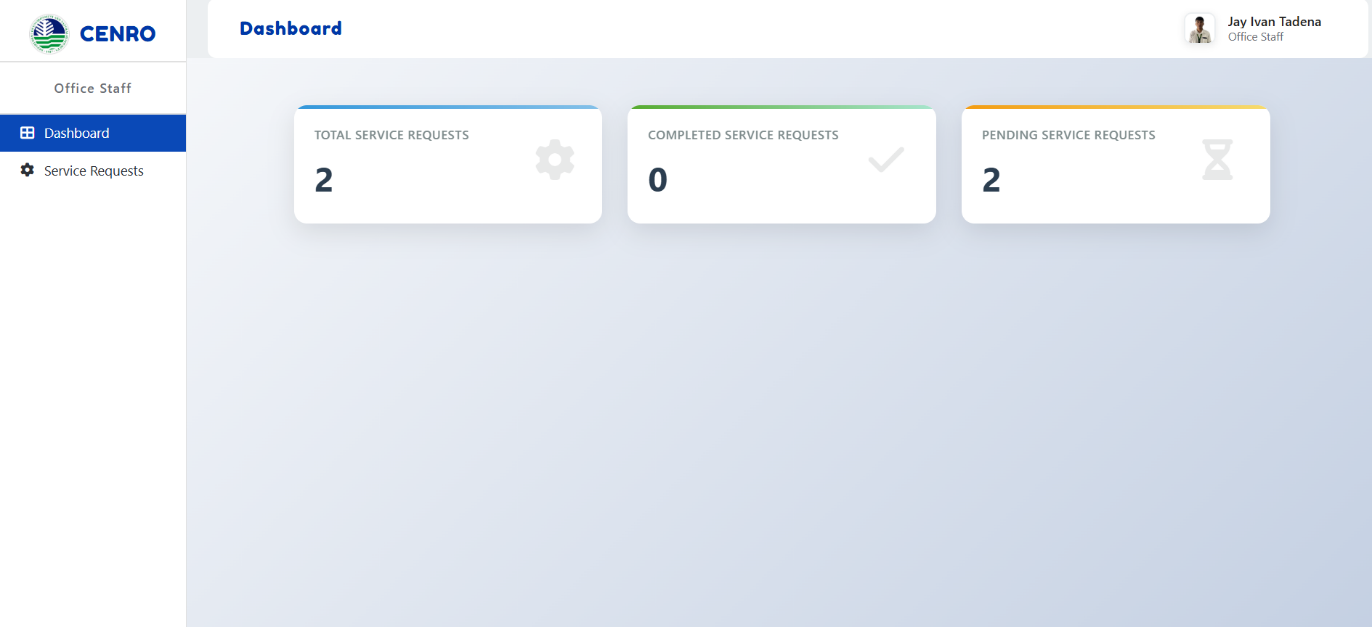 CENRO
Office Staff
Dashboard
Service Requests
Dashboard
Jay Ivan Tadena
Office Staff
TOTAL SERVICE REQUESTS
2
COMPLETED SERVICE REQUESTS
0
PENDING SERVICE REQUESTS
2